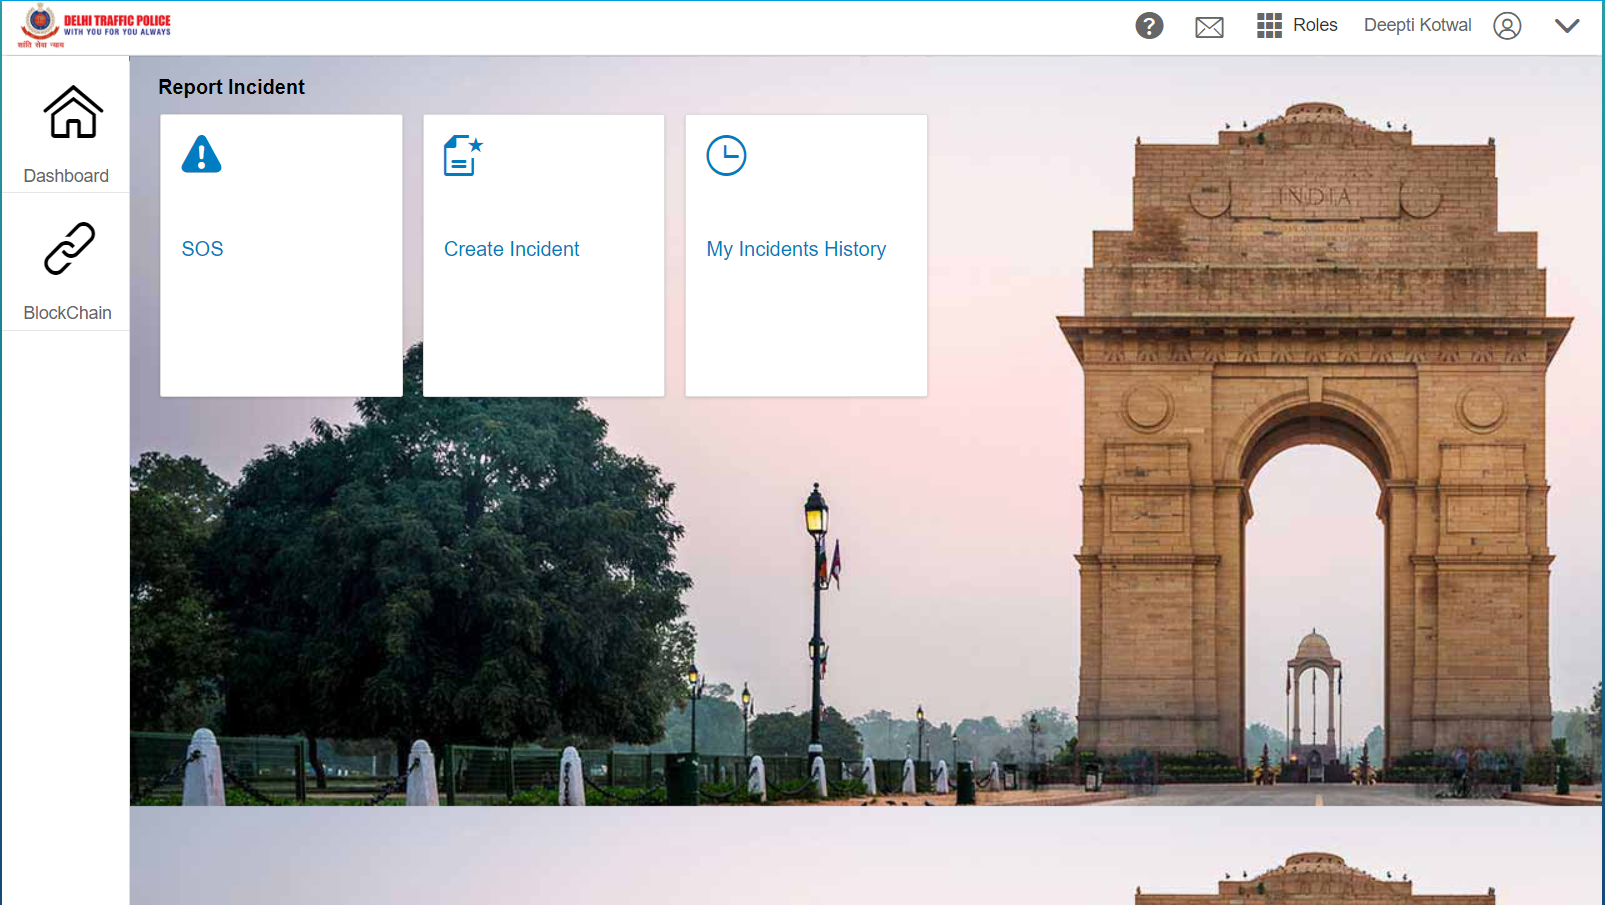 DELHI TRAFFIC POLICE
WITH YOU FOR YOU ALWAYS
शांति सेवा न्याय
Roles
Deepti Kotwal
Dashboard
BlockChain
Report Incident
SOS
Create Incident
My Incidents History
INDIA